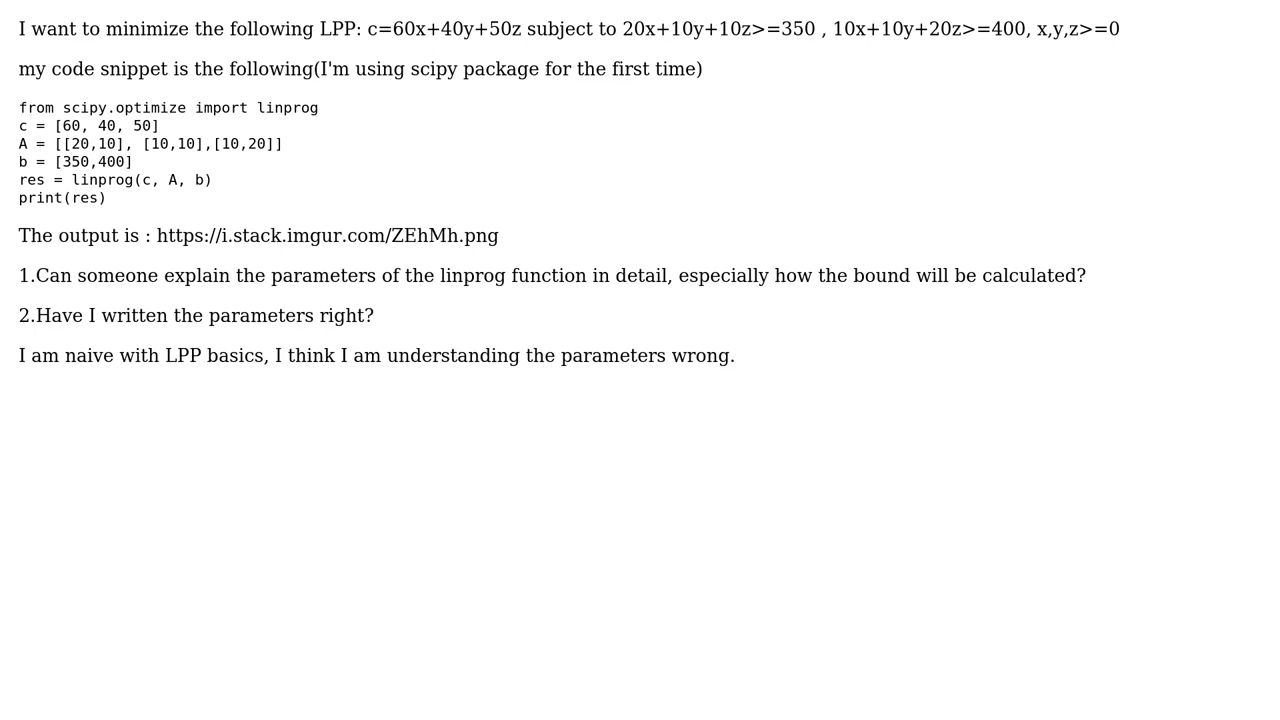 I want to minimize the following LPP: c=60x+40y+50z subject to 20x+10y+10z>=350 , 10x+10y+20z>=400, x,y,z>=0
my code snippet is the following(I'm using scipy package for the first time)
from scipy.optimize import linprog
c = [60, 40, 50]
A = [[20,10], [10,10],[10,20]]
b = [350,400]
res = linprog(c, A, b)
print(res)
The output is : https://i.stack.imgur.com/ZEhMh.png
1.Can someone explain the parameters of the linprog function in detail, especially how the bound will be calculated?
2.Have I written the parameters right?
I am naive with LPP basics, I think I am understanding the parameters wrong.